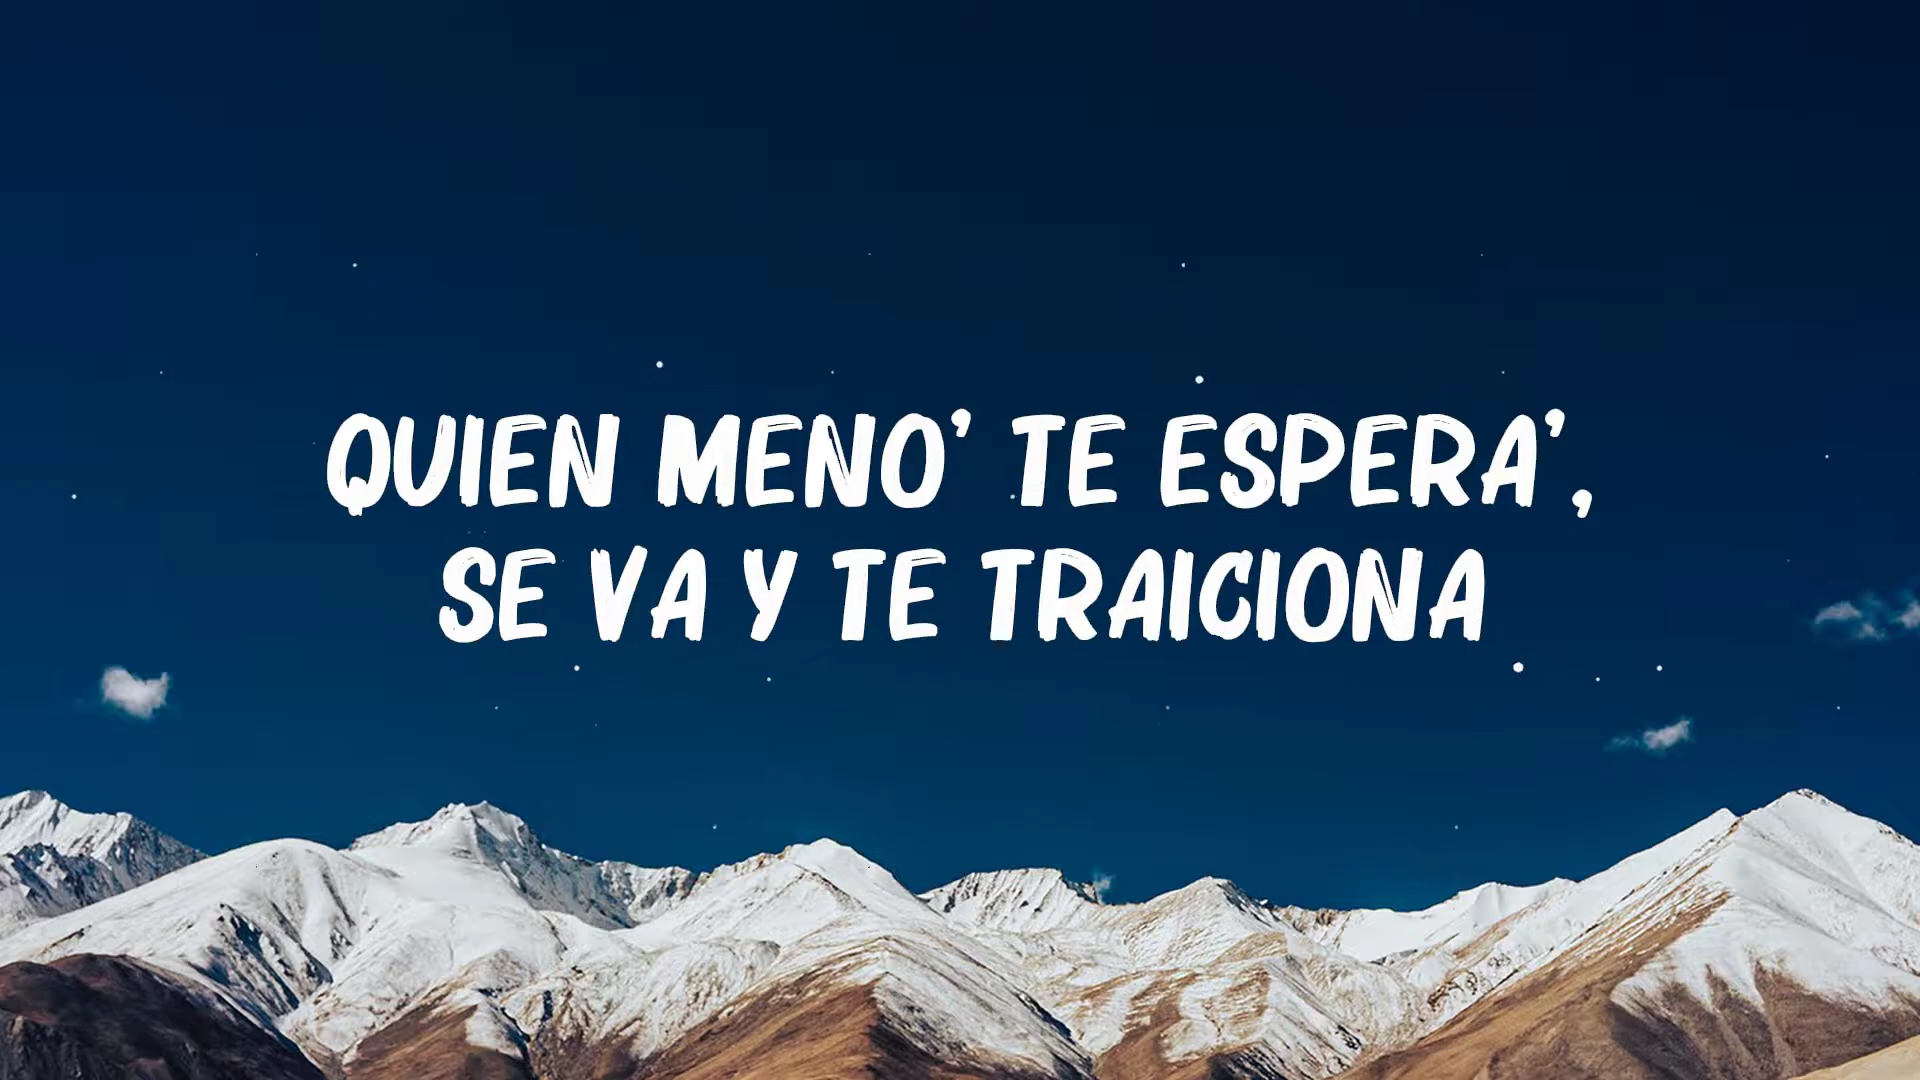 QUIEN MENO' TE ESPERA',
SE VA Y TE TRAICIONA